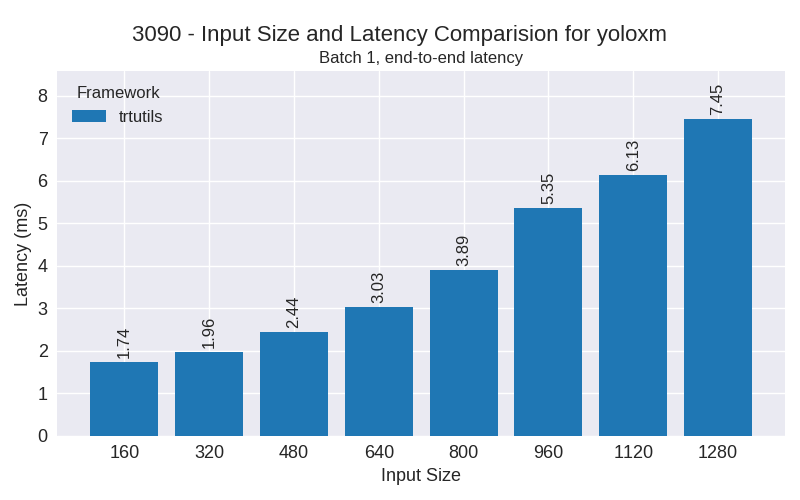 3090 - Input Size and Latency Comparision for yoloxm
Batch 1, end-to-end latency
Framework
trtutils
Latency (ms)
8
7
6
5
4
3
2
1
0
1.74
1.96
2.44
3.03
3.89
5.35
6.13
7.45
160 320 480 640 800 960 1120 1280
Input Size